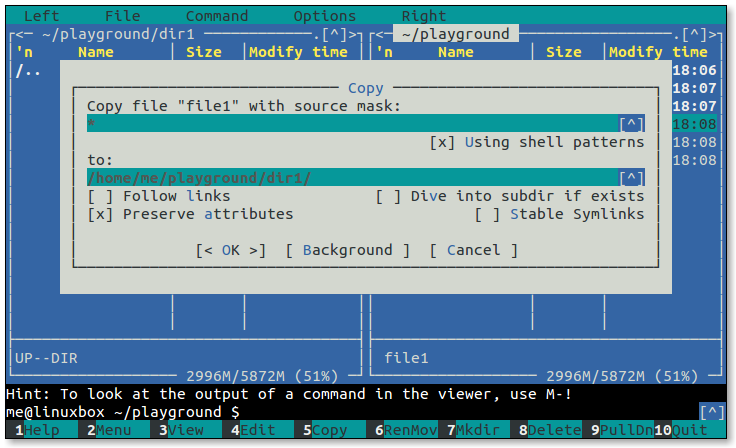 Left File Command Options Right
<─ ~/playground/dir1 .[^]> <─ ~/playground .[^]>
'n Name Size Modify time 'n Name Size Modify time
/.. 18:06
Copy 18:07
Copy file "file1" with source mask: 18:07
* [^] 18:08
[x] Using shell patterns 18:08
to: 18:08
/home/me/playground/dir1/ [^]
[ ] Follow links [ ] Dive into subdir if exists
[x] Preserve attributes [ ] Stable Symlinks
[< OK >] [ Background ] [ Cancel ]
UP--DIR file1
2996M/5872M (51%) 2996M/5872M (51%)
Hint: To look at the output of a command in the viewer, use M-!
me@linuxbox ~/playground $ [^]
1Help 2Menu 3View 4Edit 5Copy 6RenMov 7Mkdir 8Delete 9PullDn 10Quit